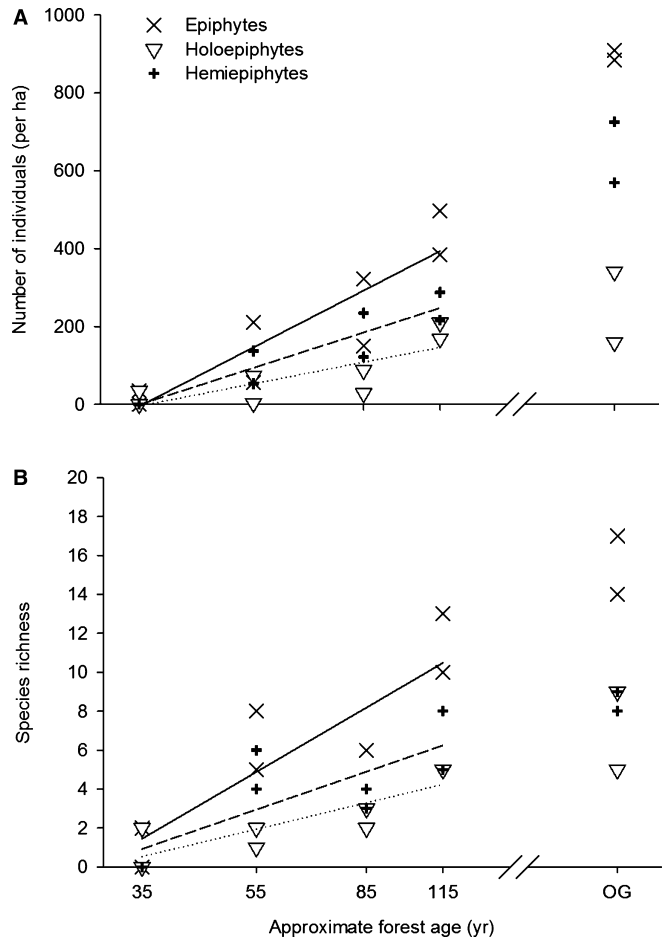 A
Epiphytes
Holoepiphytes
Hemiepiphytes
Number of individuals (per ha)
1000
800
600
400
200
0
B
Species richness
20
18
16
14
12
10
8
6
4
2
0
35 55 85 115 OG
Approximate forest age (yr)